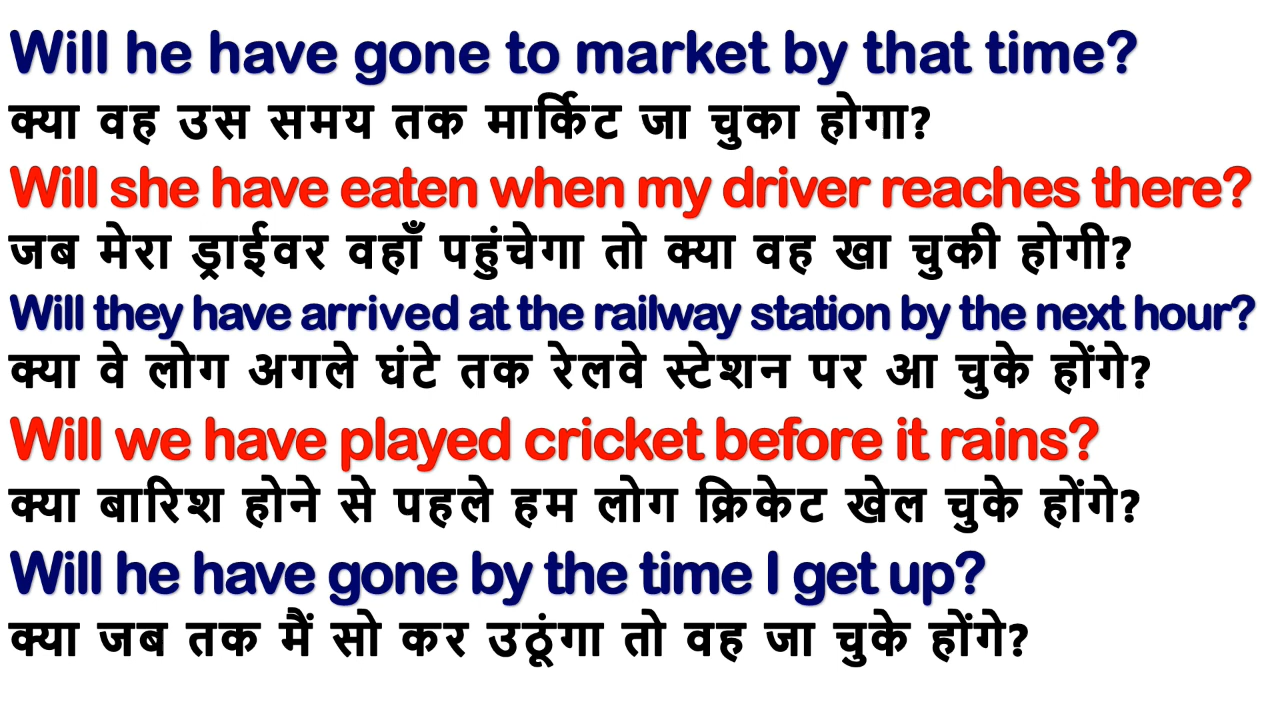 Will he have gone to market by that time?
क्या वह उस समय तक मार्किट जा चुका होगा?
Will she have eaten when my driver reaches there?
जब मेरा ड्राईवर वहाँ पहुंचेगा तो क्या वह खा चुकी होगी?
Will they have arrived at the railway station by the next hour?
क्या वे लोग अगले घंटे तक रेलवे स्टेशन पर आ चुके होंगे?
Will we have played cricket before it rains?
क्या बारिश होने से पहले हम लोग क्रिकेट खेल चुके होंगे?
Will he have gone by the time I get up?
क्या जब तक मैं सो कर उठूंगा तो वह जा चुके होंगे?